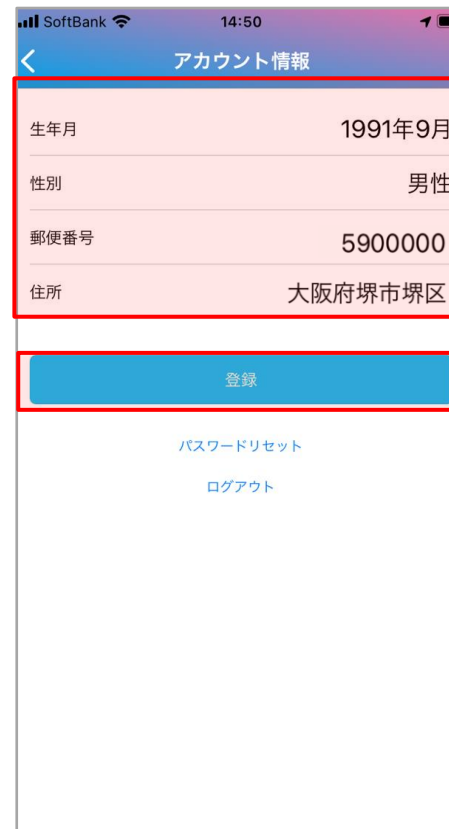 SoftBank 14:50
アカウント情報
生年月 1991年9月
性別 男性
郵便番号 5900000
住所 大阪府堺市堺区
登録
パスワードリセット
ログアウト